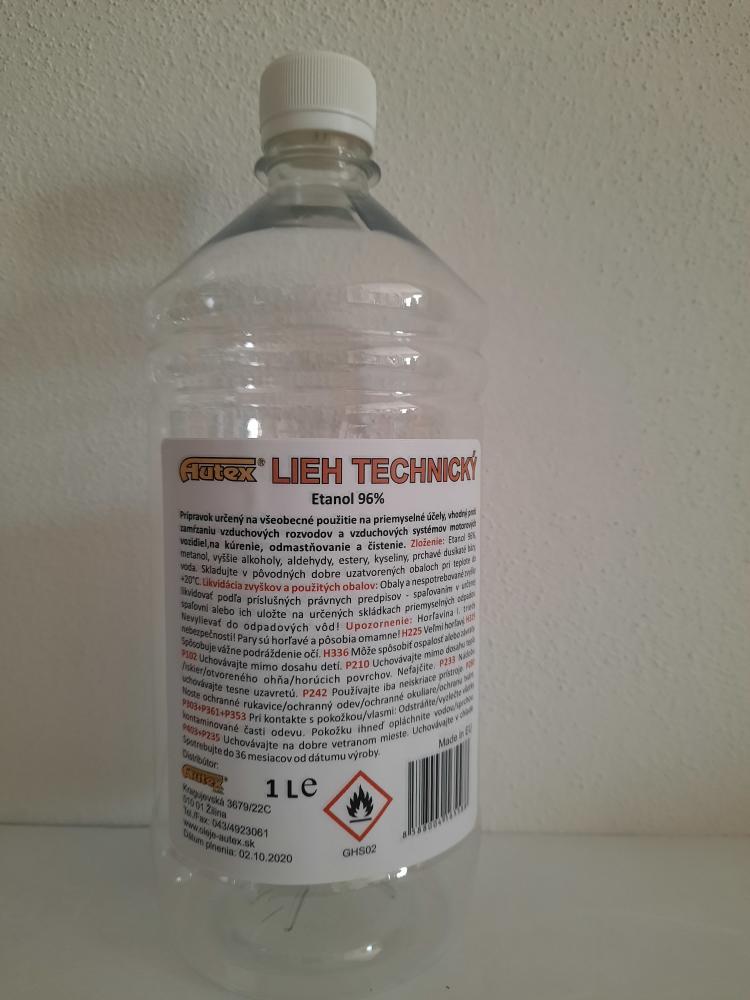 Autex® LIEH TECHNICKÝ
Etanol 96%
Prípravok určený na všeobecné použitie na priemyselné účely, vhodný proti
zamŕzaniu vzduchových rozvodov a vzduchových systémov motorových
vozidiel,na kúrenie, odmastňovanie a čistenie. Zloženie: Etanol 96%,
metanol, vyššie alkoholy, aldehydy, estery, kyseliny, prchavé dusíkaté bázy,
voda. Skladujte v pôvodných dobre uzatvorených obaloch pri teplote do
+20°C. Likvidácia zvyškov a použitých obalov: Obaly a nespotrebované zvyšky
likvidovať podľa príslušných právnych predpisov - spaľovaním v určenej
spaľovni alebo ich uložte na určených skládkach priemyselných odpadov.
Nevylievať do odpadových vôd! Upozornenie: Horľavina I. triedy
nebezpečnosti! Pary sú horľavé a pôsobia omamne! H225 Veľmi horľavý H319
Spôsobuje vážne podráždenie očí. H336 Môže spôsobiť ospalosť alebo závraty
P102 Uchovávajte mimo dosahu detí. P210 Uchovávajte mimo dosahu tepla
/iskier/otvoreného ohňa/horúcich povrchov. Nefajčite. P233 Nádobu
uchovávajte tesne uzavretú. P242 Používajte iba neiskriace prístroje. P280
Noste ochranné rukavice/ochranný odev/ochranné okuliare/ochranu tváre.
P303+P361+P353 Pri kontakte s pokožkou/vlasmi: Odstráňte/vyzlečte všetky
kontaminované časti odevu. Pokožku ihneď opláchnite vodou/sprchou.
P403+P235 Uchovávajte na dobre vetranom mieste. Uchovávajte v chlade.
Spotrebujte do 36 mesiacov od dátumu výroby.
Made in EU
Distribútor:
Autex®
Kragujevská 3679/22C
010 01 Žilina
Tel./Fax: 043/4923061
www.oleje-autex.sk
Dátum plnenia: 02.10.2020
1 L e
GHS02